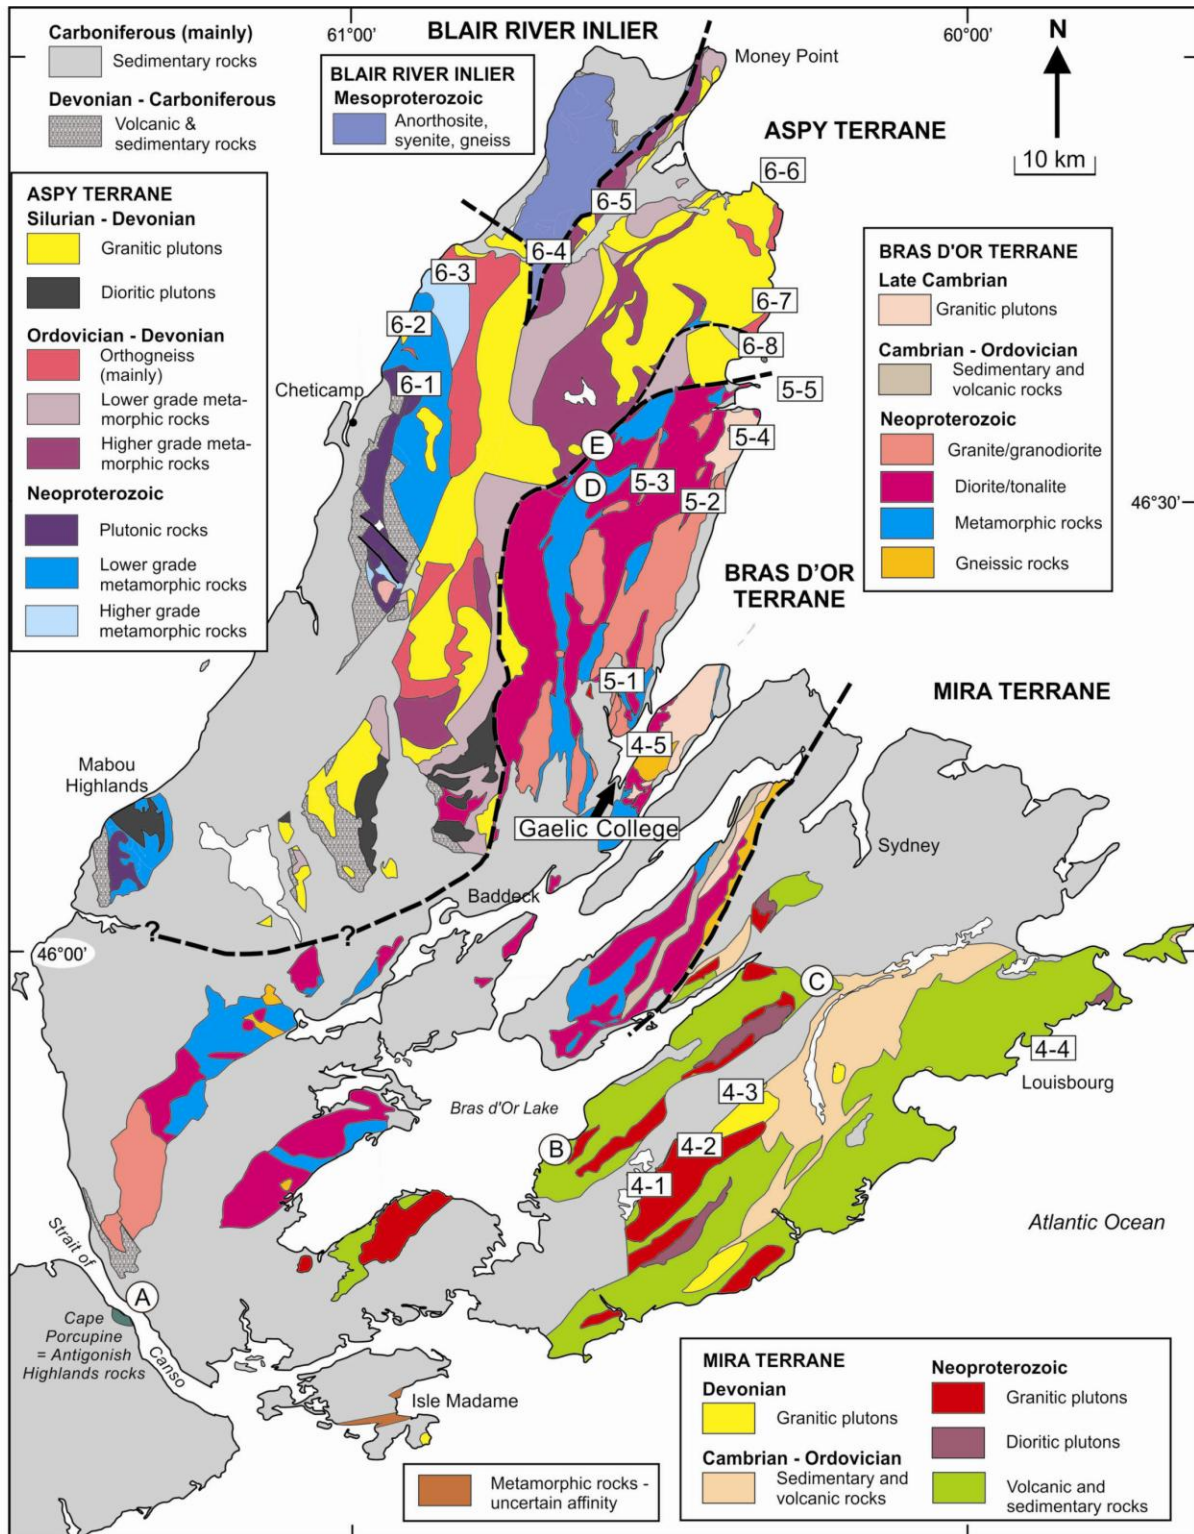 61°00'
60°00'
N
10 km
Carboniferous (mainly)
Sedimentary rocks
Devonian - Carboniferous
Volcanic &
sedimentary rocks
BLAIR RIVER INLIER
BLAIR RIVER INLIER
Mesoproterozoic
Anorthosite,
syenite, gneiss
Money Point
ASPY TERRANE
ASPY TERRANE
Silurian - Devonian
Granitic plutons
Dioritic plutons
Ordovician - Devonian
Orthogneiss
(mainly)
Lower grade meta-
morphic rocks
Higher grade meta-
morphic rocks
Neoproterozoic
Plutonic rocks
Lower grade
metamorphic rocks
Higher grade
metamorphic rocks
BRAS D'OR TERRANE
Late Cambrian
Granitic plutons
Cambrian - Ordovician
Sedimentary and
volcanic rocks
Neoproterozoic
Granite/granodiorite
Diorite/tonalite
Metamorphic rocks
Gneissic rocks
6-6
6-5
6-4
6-3
6-7
6-2
6-8
6-1
5-5
Cheticamp
5-4
E
5-3
D
5-2
46°30'
BRAS D'OR
TERRANE
5-1
MIRA TERRANE
4-5
Mabou
Highlands
Gaelic College
Sydney
Baddeck
?
?
46°00'
C
4-4
Louisbourg
4-3
Bras d'Or Lake
4-2
B
4-1
Atlantic Ocean
Strait of
Canso
A
Cape
Porcupine
= Antigonish
Highlands rocks
Isle Madame
Metamorphic rocks -
uncertain affinity
MIRA TERRANE
Devonian
Granitic plutons
Cambrian - Ordovician
Sedimentary and
volcanic rocks
Neoproterozoic
Granitic plutons
Dioritic plutons
Volcanic and
sedimentary rocks